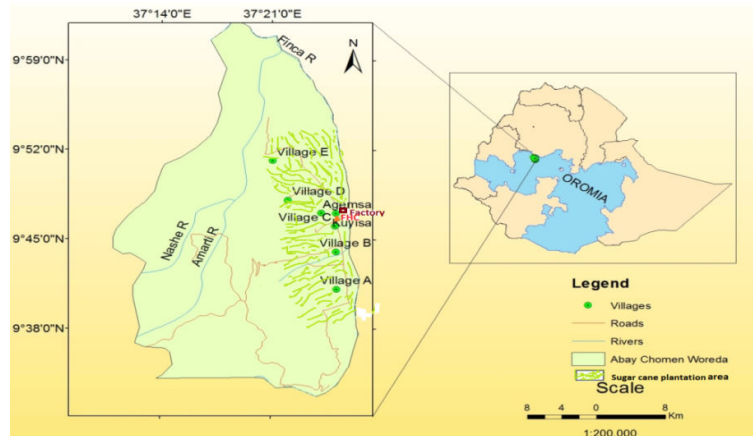 37°14'0"E 37°21'0"E
9°59'0"N
9°52'0"N
9°45'0"N
9°38'0"N
Finca R
N
Village E
Village D
Agemsa
Factory
Village C
FHC
Kuyisa
Village B
Village A
Nashe R
Amarti R
OROMIA
Legend
Villages
Roads
Rivers
Abay Chomen Woreda
Sugar cane plantation area
Scale
8 4 0 8
Km
1:200 000